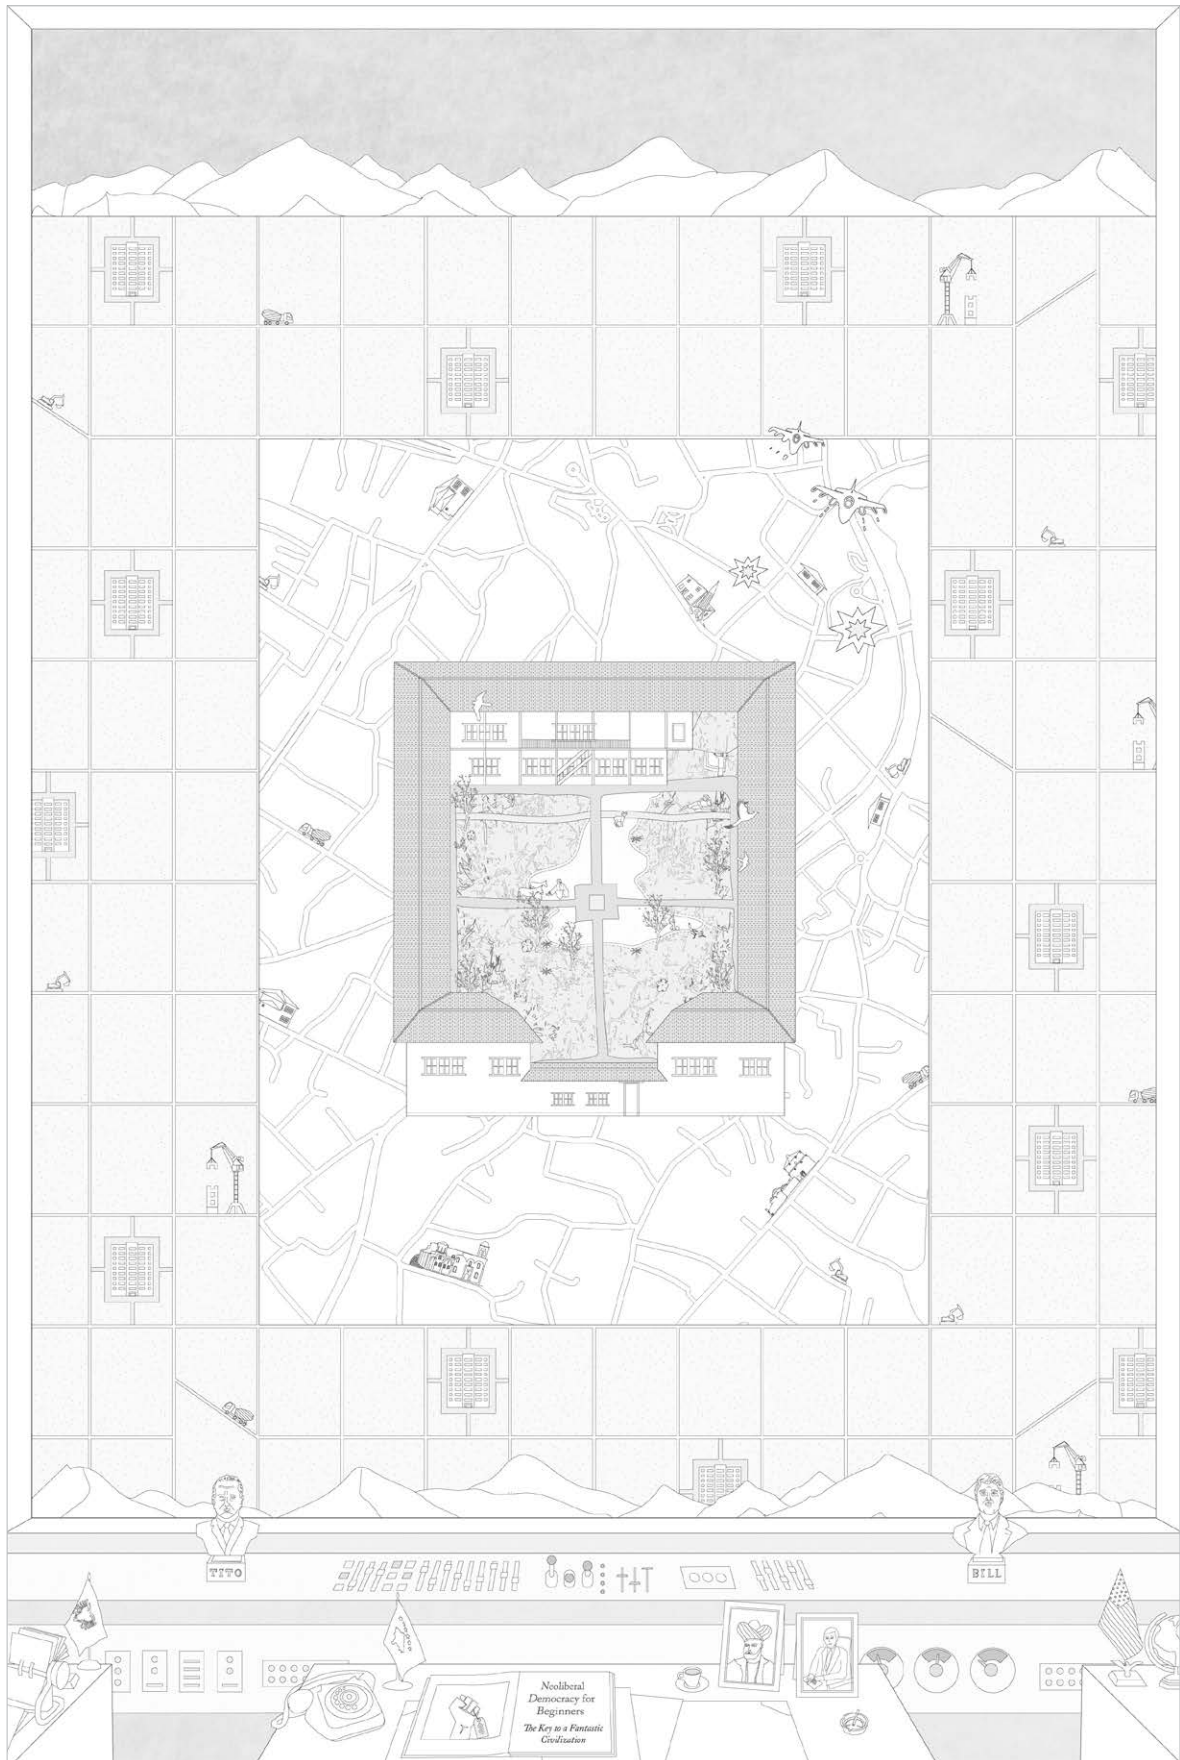 TITO
BILL
Neoliberal
Democracy for
Beginners
The Key to a Fantastic
Civilization